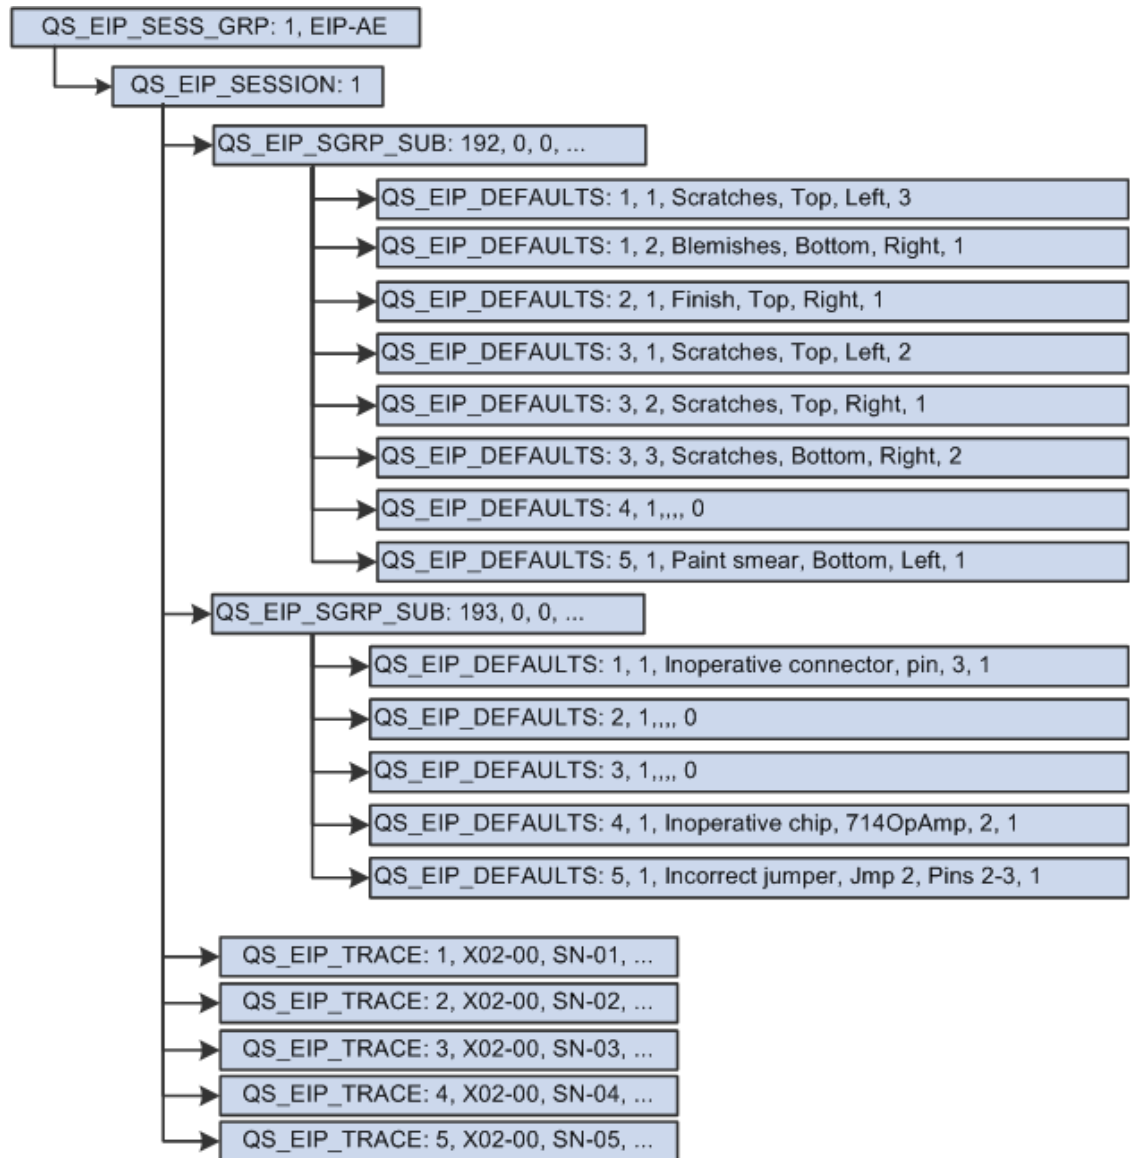 QS_EIP_SESS_GRP: 1, EIP-AE
QS_EIP_SESSION: 1
QS_EIP_SGRP_SUB: 192, 0, 0, ...
QS_EIP_DEFAULTS: 1, 1, Scratches, Top, Left, 3
QS_EIP_DEFAULTS: 1, 2, Blemishes, Bottom, Right, 1
QS_EIP_DEFAULTS: 2, 1, Finish, Top, Right, 1
QS_EIP_DEFAULTS: 3, 1, Scratches, Top, Left, 2
QS_EIP_DEFAULTS: 3, 2, Scratches, Top, Right, 1
QS_EIP_DEFAULTS: 3, 3, Scratches, Bottom, Right, 2
QS_EIP_DEFAULTS: 4, 1,,,, 0
QS_EIP_DEFAULTS: 5, 1, Paint smear, Bottom, Left, 1
QS_EIP_SGRP_SUB: 193, 0, 0, ...
QS_EIP_DEFAULTS: 1, 1, Inoperative connector, pin, 3, 1
QS_EIP_DEFAULTS: 2, 1,,,, 0
QS_EIP_DEFAULTS: 3, 1,,,, 0
QS_EIP_DEFAULTS: 4, 1, Inoperative chip, 714OpAmp, 2, 1
QS_EIP_DEFAULTS: 5, 1, Incorrect jumper, Jmp 2, Pins 2-3, 1
QS_EIP_TRACE: 1, X02-00, SN-01, ...
QS_EIP_TRACE: 2, X02-00, SN-02, ...
QS_EIP_TRACE: 3, X02-00, SN-03, ...
QS_EIP_TRACE: 4, X02-00, SN-04, ...
QS_EIP_TRACE: 5, X02-00, SN-05, ...